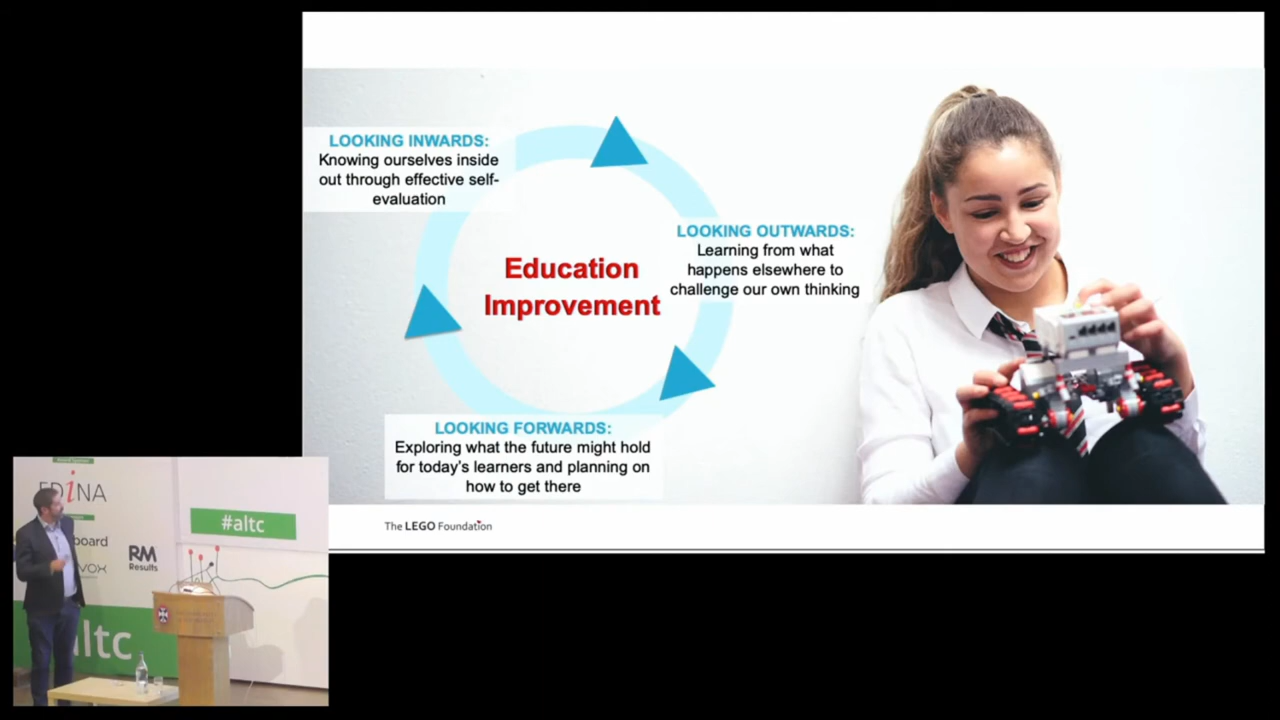 LOOKING INWARDS:
Knowing ourselves inside
out through effective self-
evaluation
LOOKING OUTWARDS:
Learning from what
happens elsewhere to
challenge our own thinking
Education
Improvement
LOOKING FORWARDS:
Exploring what the future might hold
for today's learners and planning on
how to get there
The LEGO Foundation
EDiNA
#altc
board
RM
Results
vox
altc